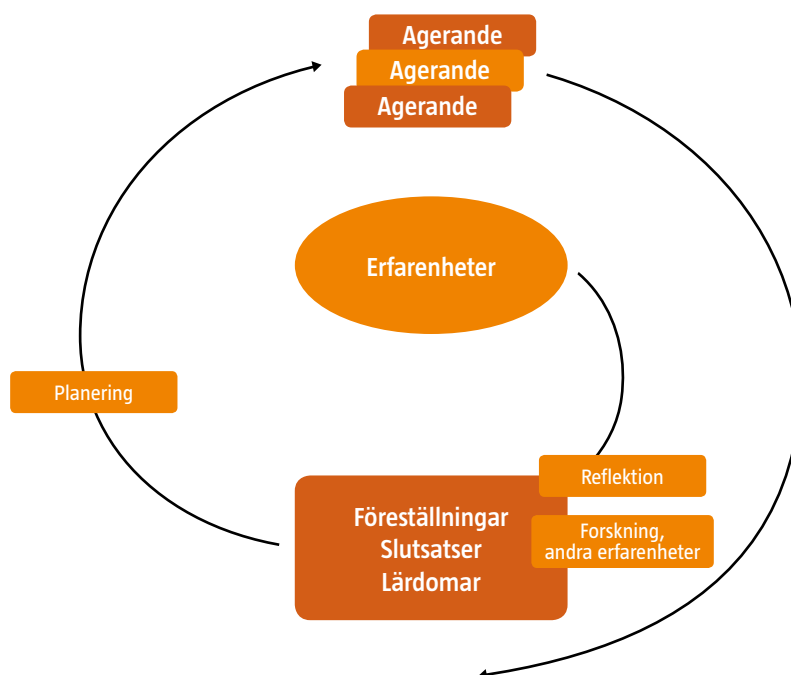 Agerande
Agerande
Agerande
Erfarenheter
Planering
Reflektion
Föreställningar
Slutsatser
Lärdomar
Forskning,
andra erfarenheter